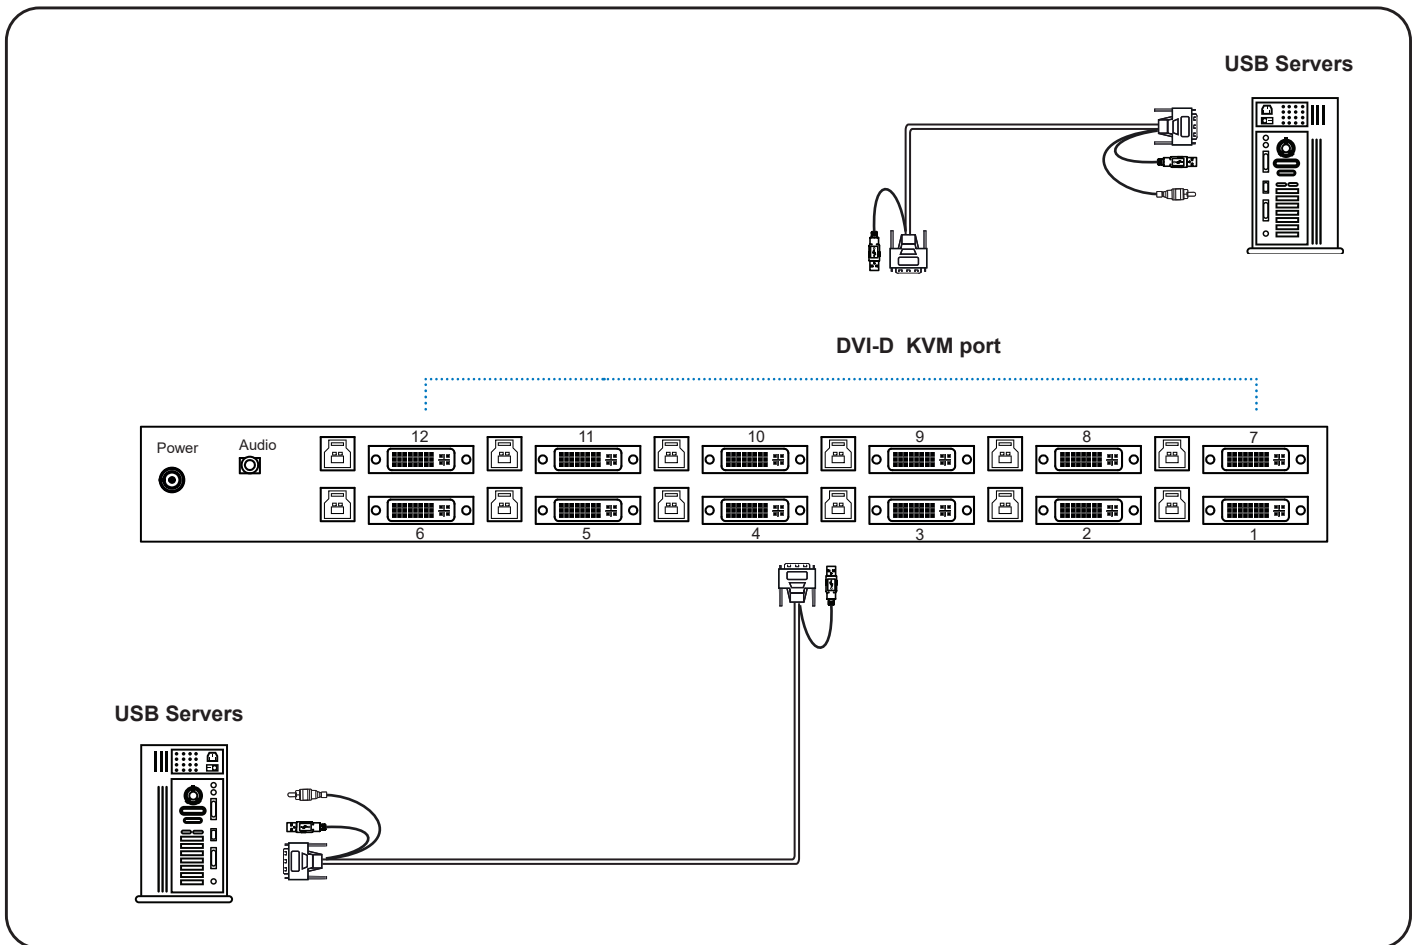 USB Servers
DVI-D KVM port
Power
Audio
12 11 10 9 8 7
6 5 4 3 2 1
USB Servers